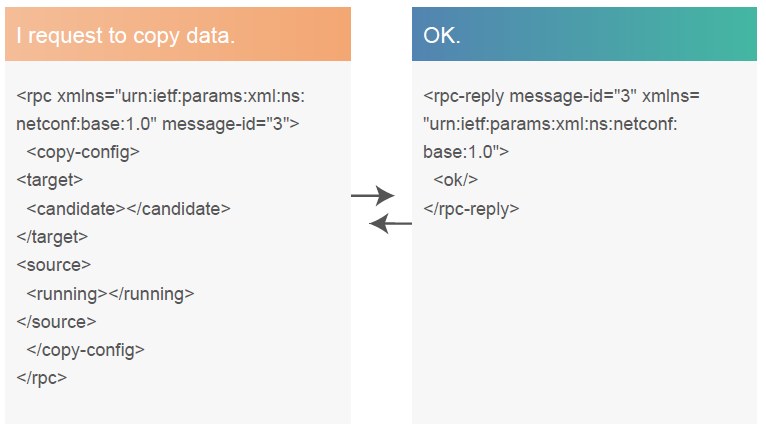 I request to copy data.
<rpc xmlns="urn:ietf:params:xml:ns:
netconf:base:1.0" message-id="3">
<copy-config>
<target>
<candidate></candidate>
</target>
<source>
<running></running>
</source>
</copy-config>
</rpc>
OK.
<rpc-reply message-id="3" xmlns=
"urn:ietf:params:xml:ns:netconf:
base:1.0">
<ok/>
</rpc-reply>